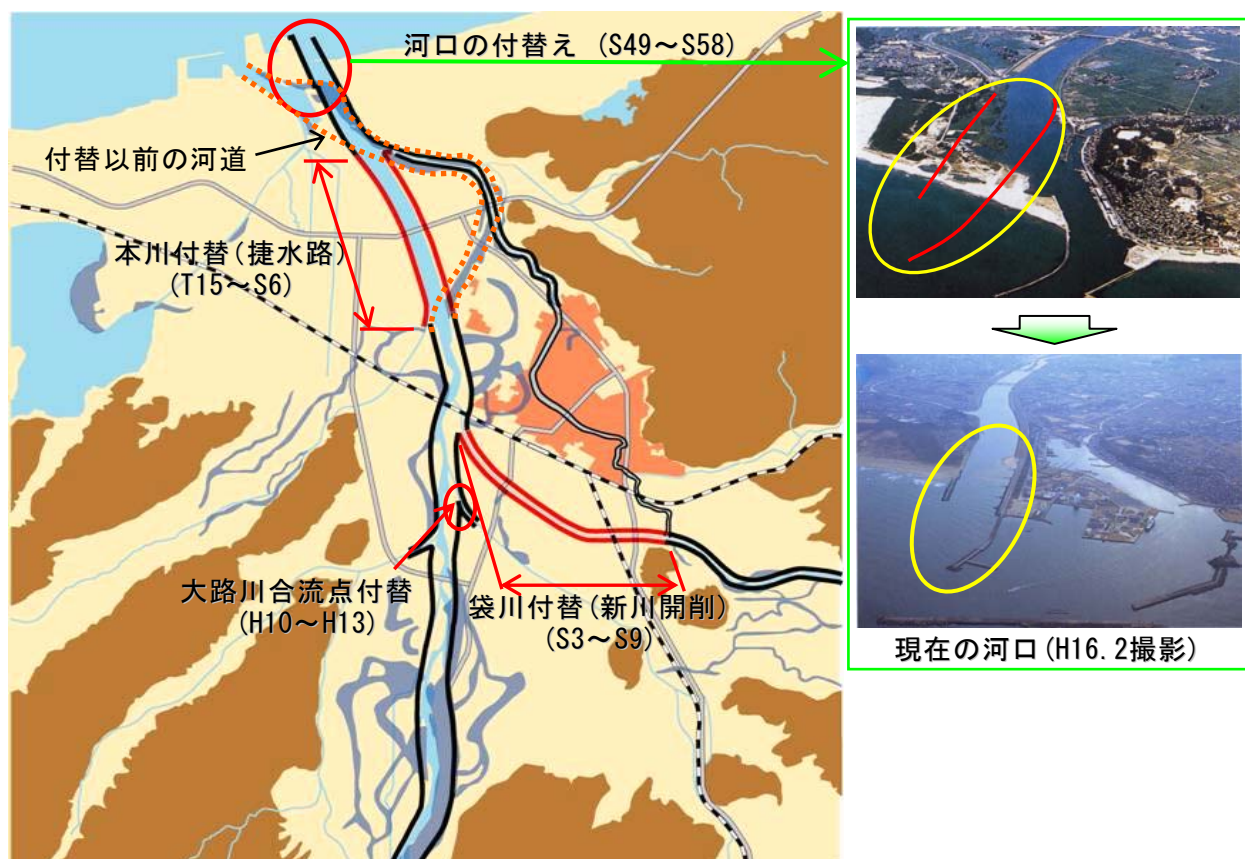 河口の付替え (S49~S58)
付替以前の河道
本川付替(捷水路)
(T15~S6)
大路川合流点付替
(H10~H13)
袋川付替(新川開削)
(S3~S9)
現在の河口(H16.2撮影)